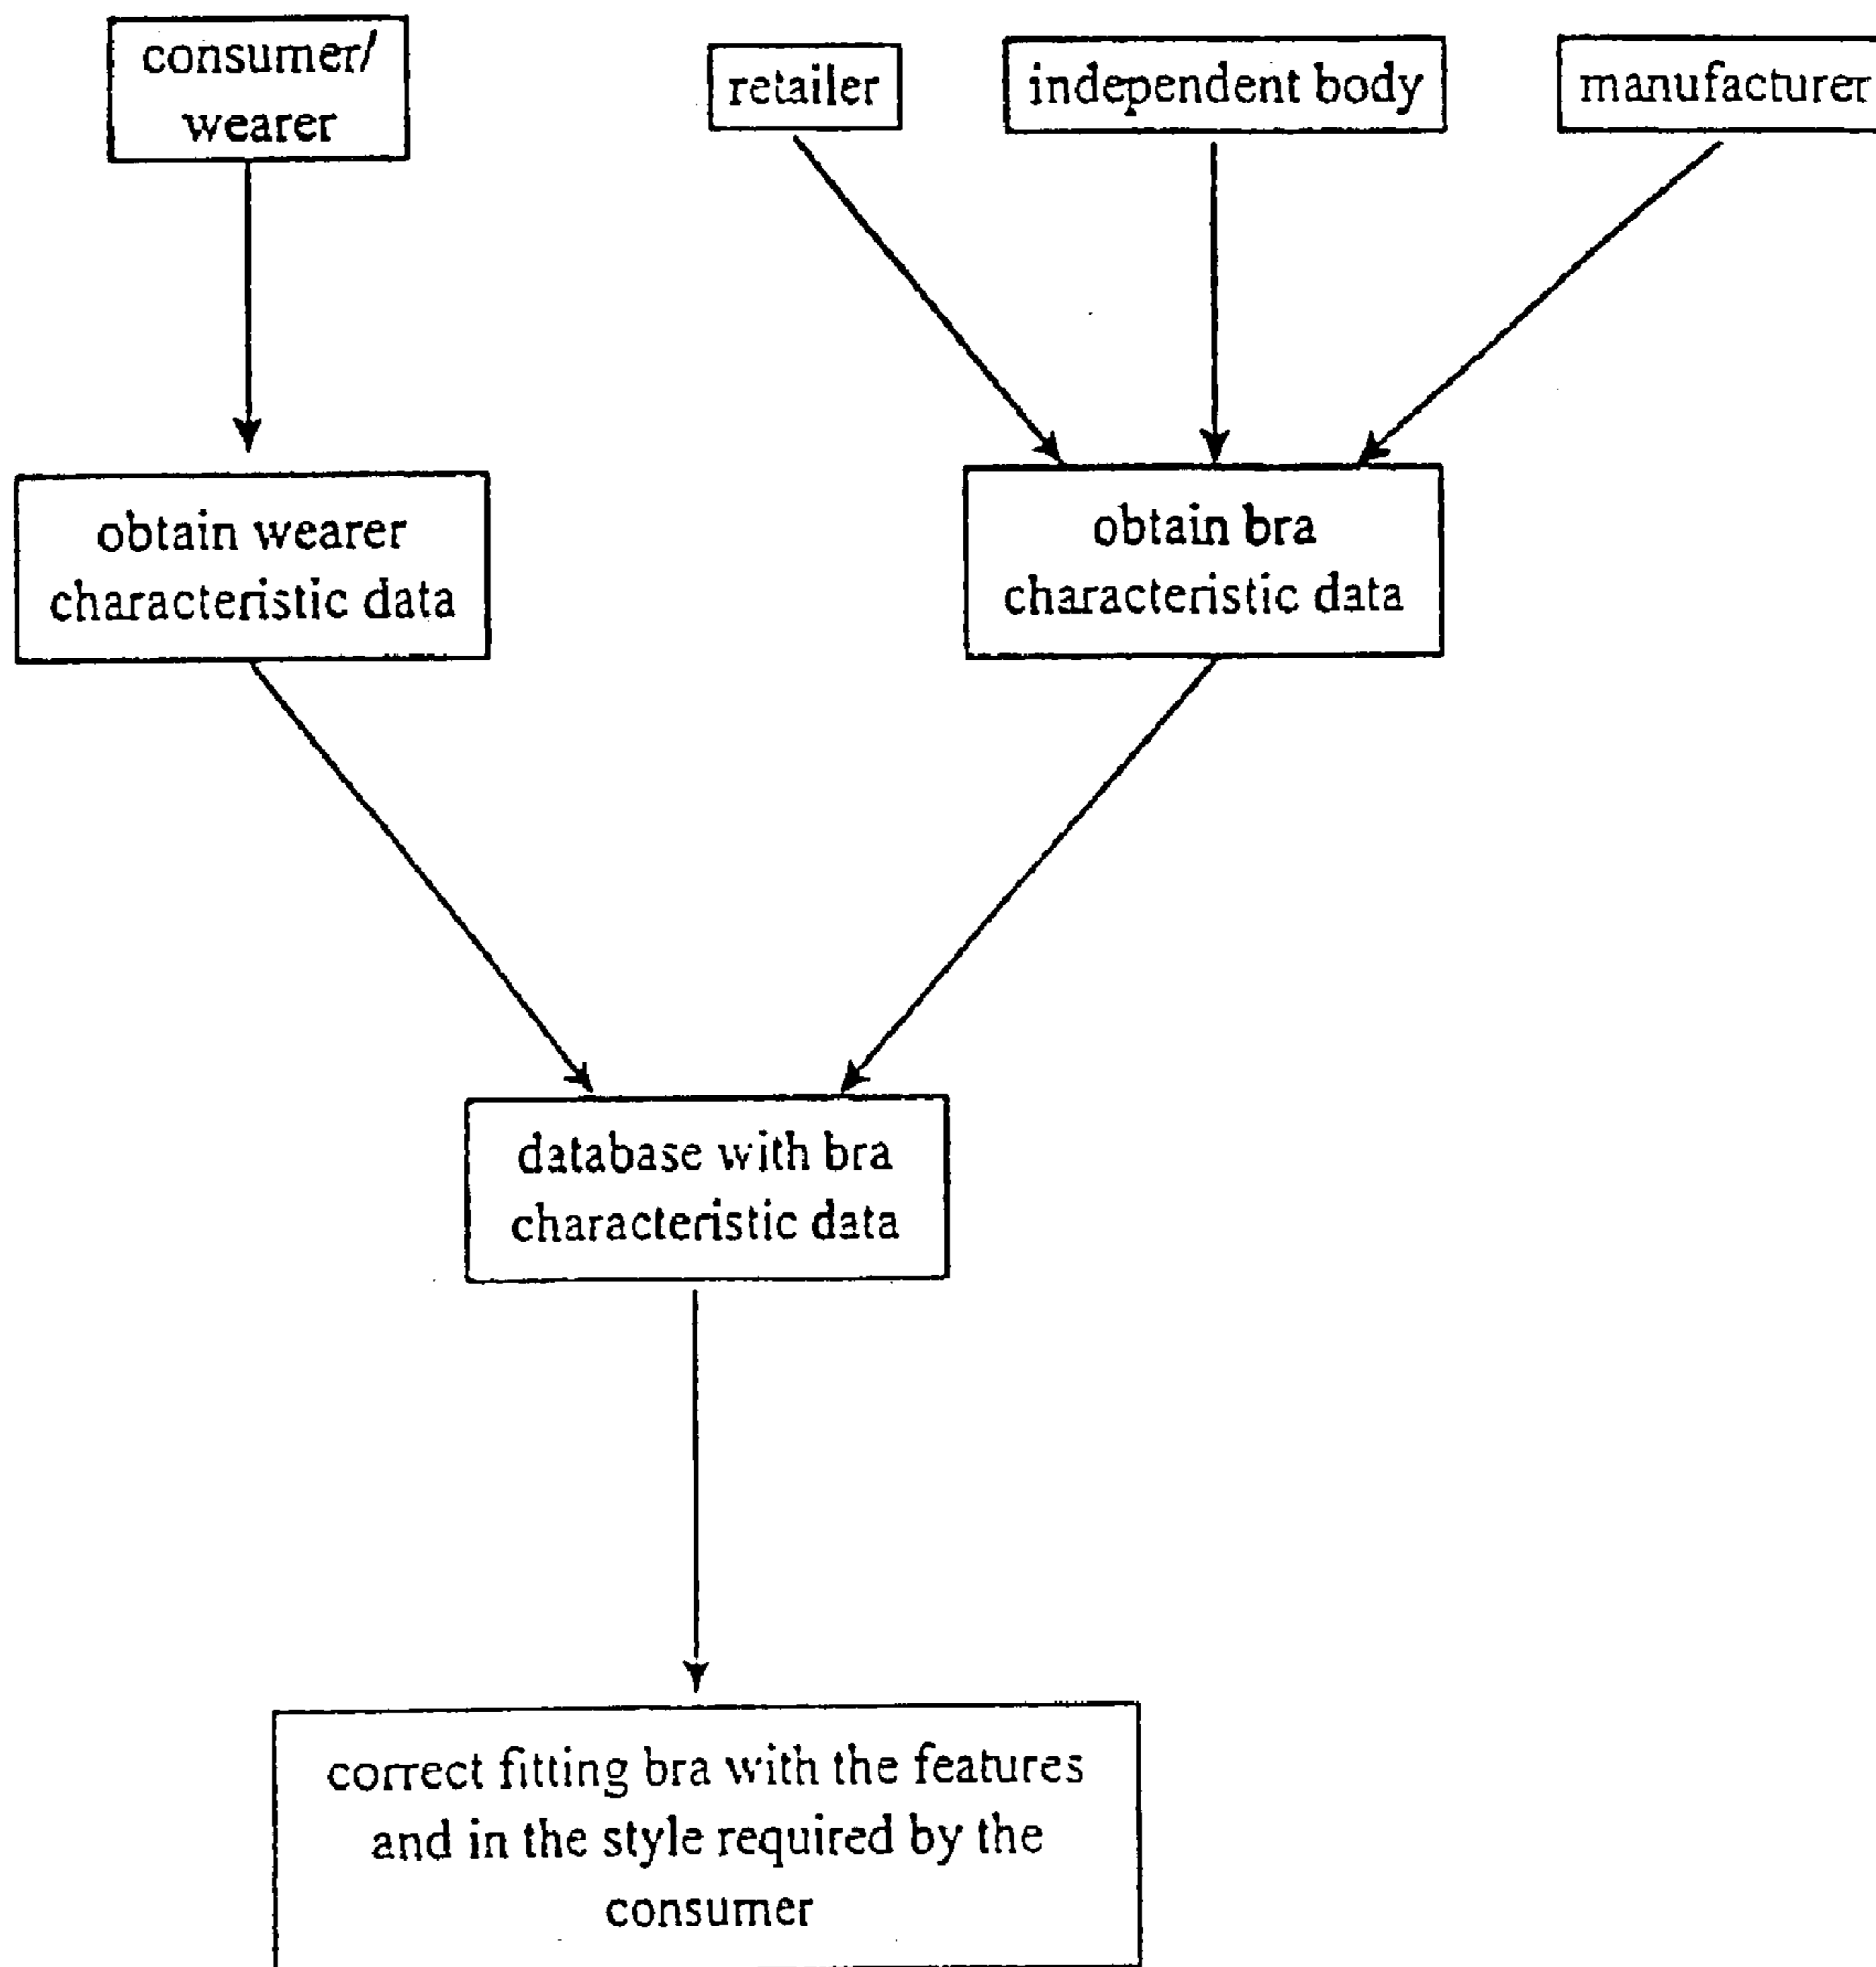 consumer/
wearer
retailer
independent body
manufacturer
obtain wearer
characteristic data
obtain bra
characteristic data
database with bra
characteristic data
correct fitting bra with the features
and in the style required by the
consumer